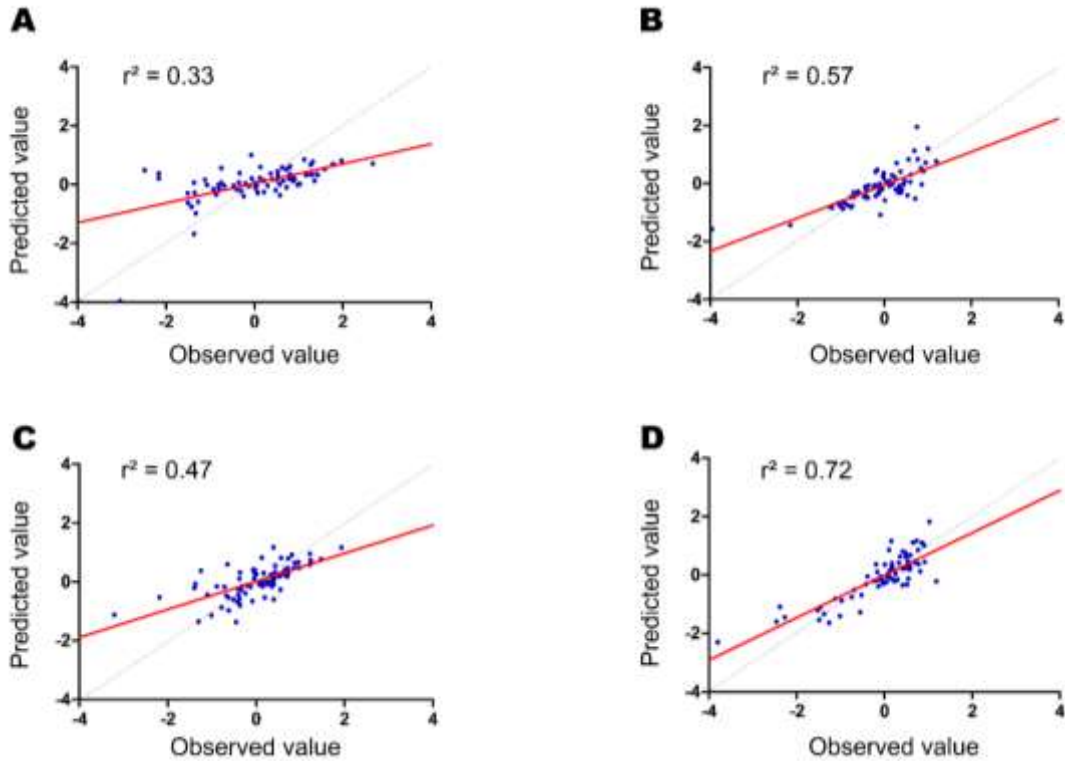 A
r² = 0.33
Predicted value
4
2
0
-2
-4
-4 -2 0 2 4
Observed value
B
r² = 0.57
Predicted value
4
2
0
-2
-4
-4 -2 0 2 4
Observed value
C
r² = 0.47
Predicted value
4
2
0
-2
-4
-4 -2 0 2 4
Observed value
D
r² = 0.72
Predicted value
4
2
0
-2
-4
-4 -2 0 2 4
Observed value